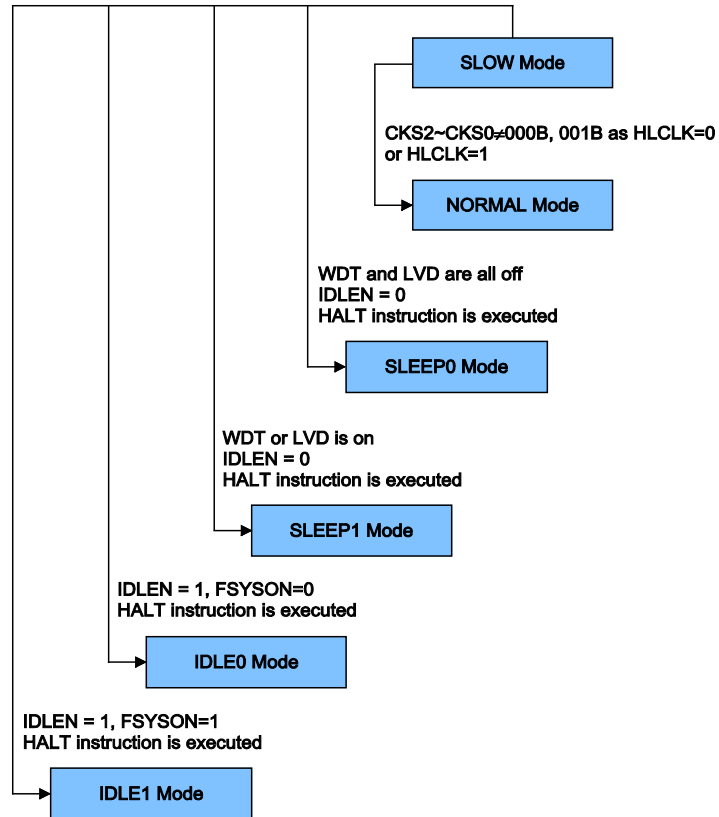 SLOW Mode
CKS2~CKS0≠000B, 001B as HLCLK=0
or HLCLK=1
NORMAL Mode
WDT and LVD are all off
IDLEN = 0
HALT instruction is executed
SLEEP0 Mode
WDT or LVD is on
IDLEN = 0
HALT instruction is executed
SLEEP1 Mode
IDLEN = 1, FSYSON=0
HALT instruction is executed
IDLE0 Mode
IDLEN = 1, FSYSON=1
HALT instruction is executed
IDLE1 Mode